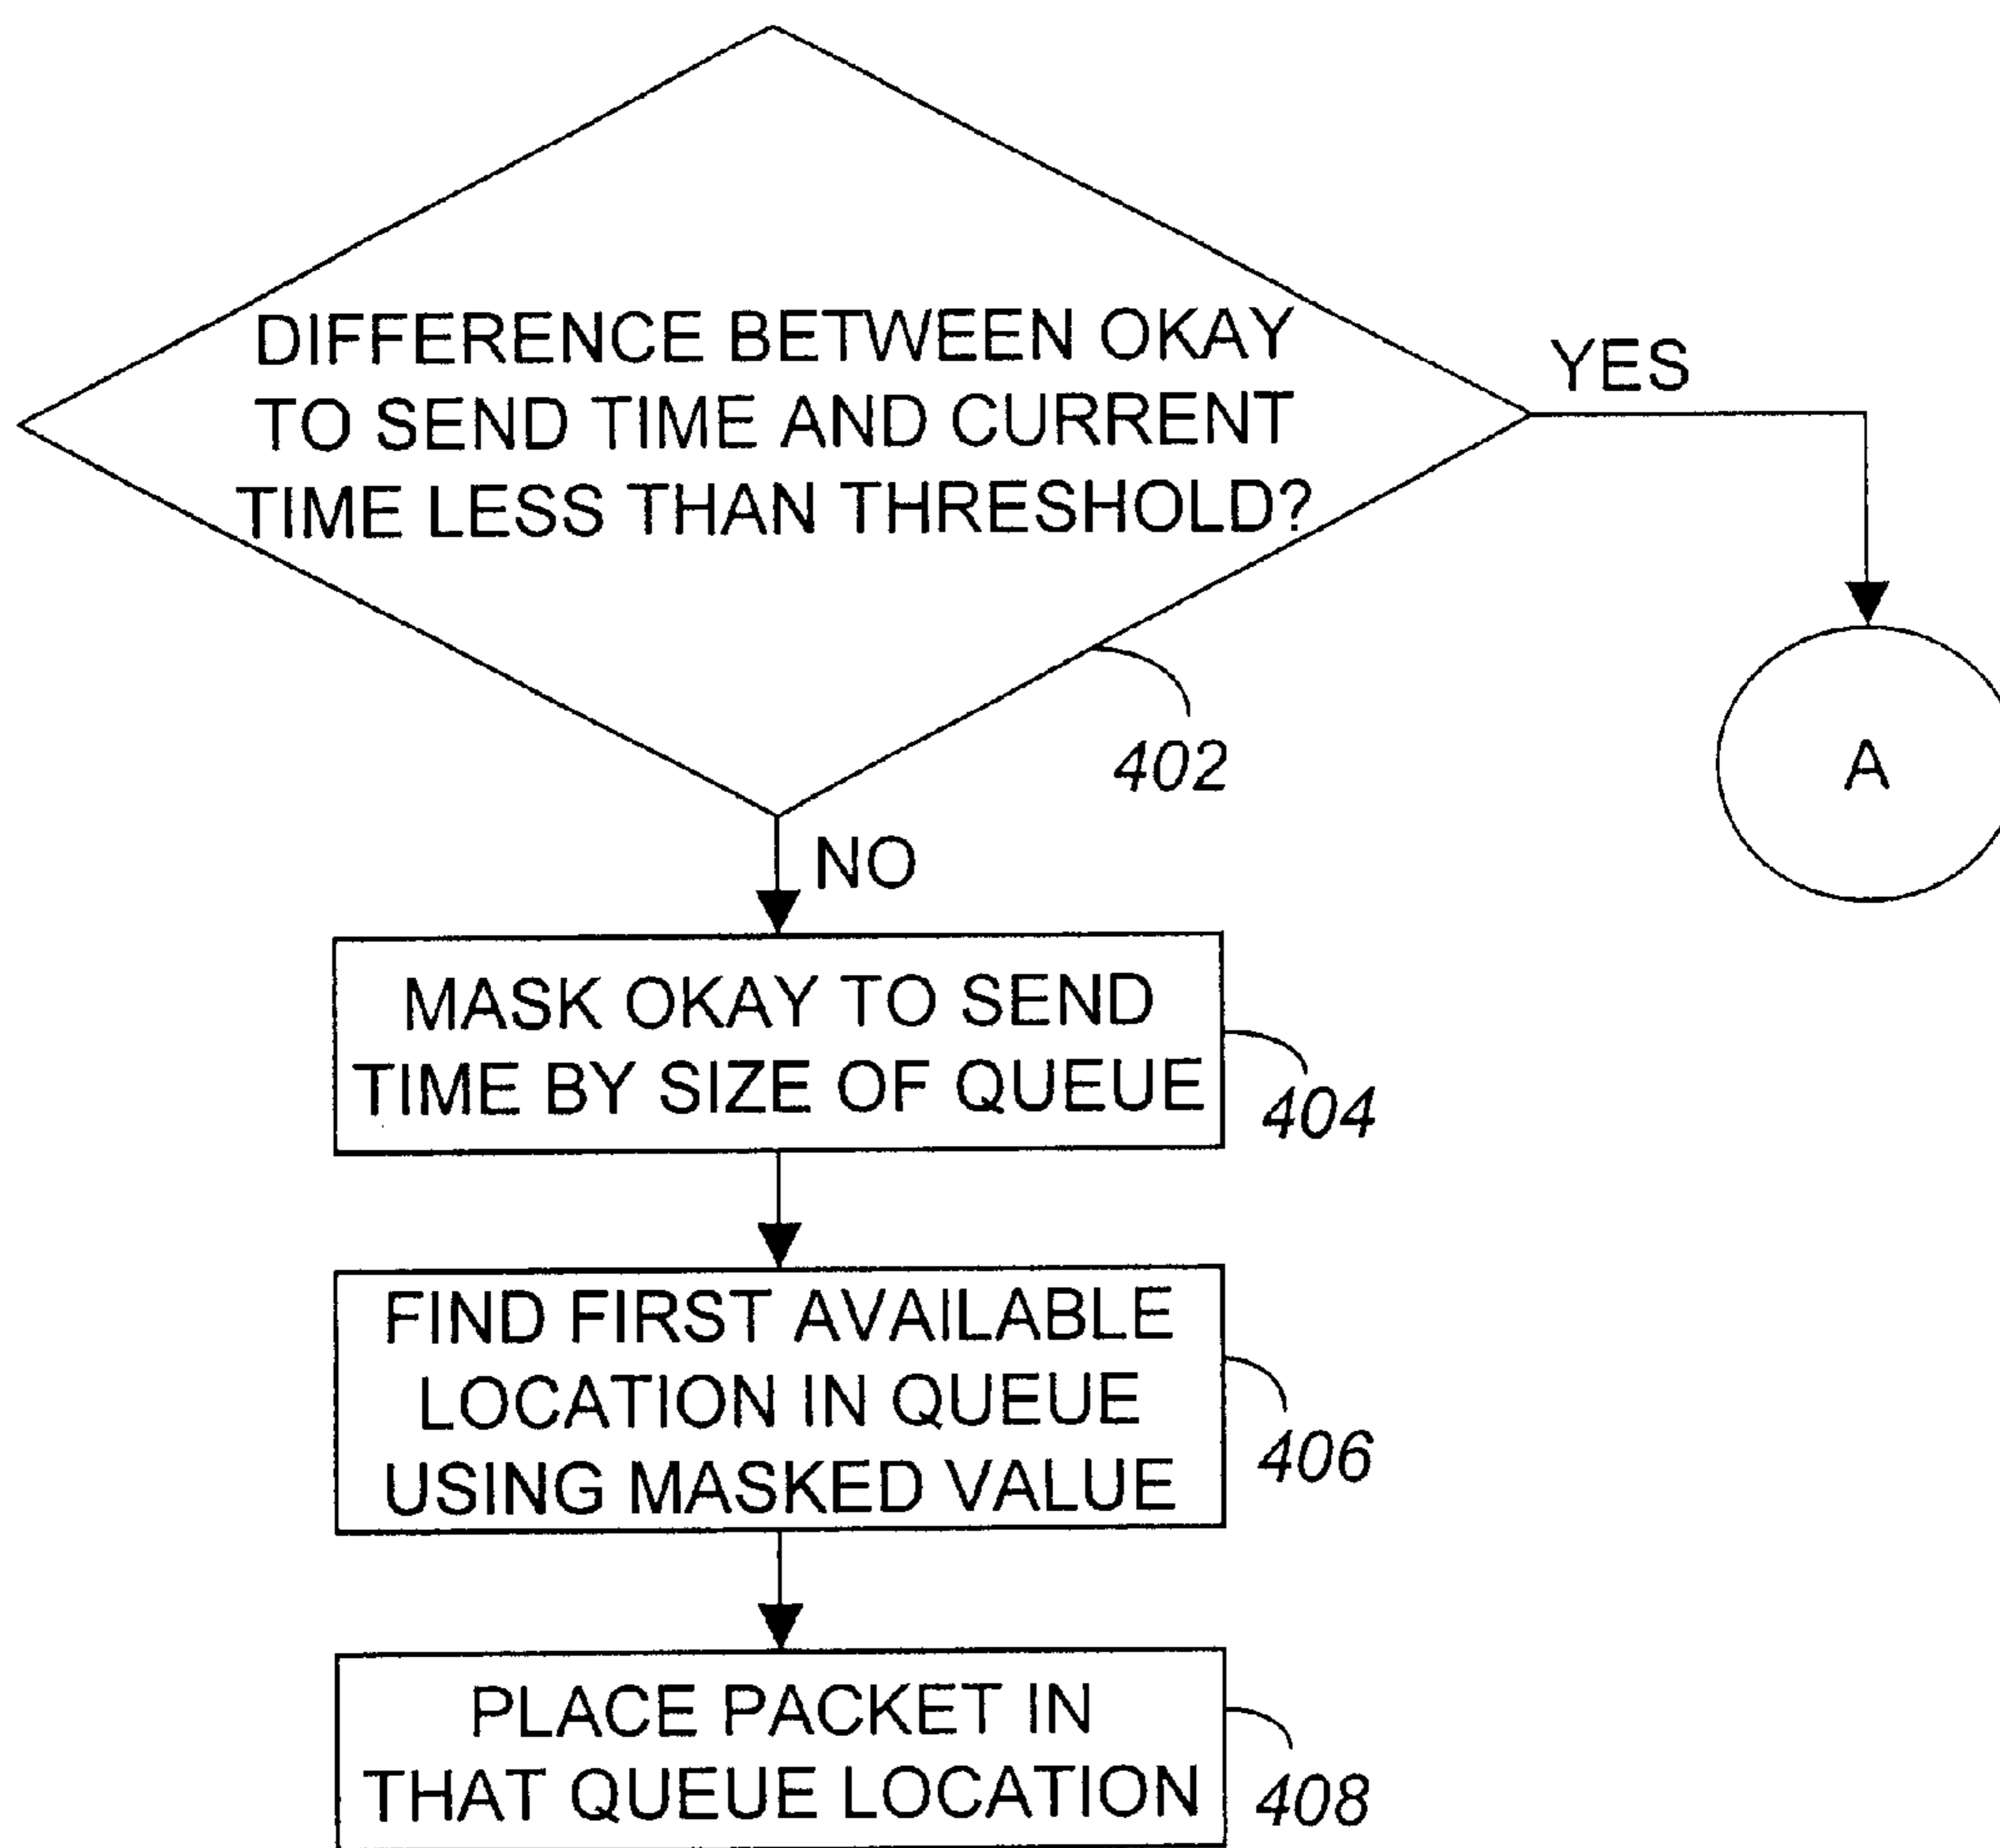 DIFFERENCE BETWEEN OKAY
TO SEND TIME AND CURRENT
TIME LESS THAN THRESHOLD?
YES
402
A
NO
MASK OKAY TO SEND
TIME BY SIZE OF QUEUE
404
FIND FIRST AVAILABLE
LOCATION IN QUEUE
USING MASKED VALUE
406
PLACE PACKET IN
THAT QUEUE LOCATION
408